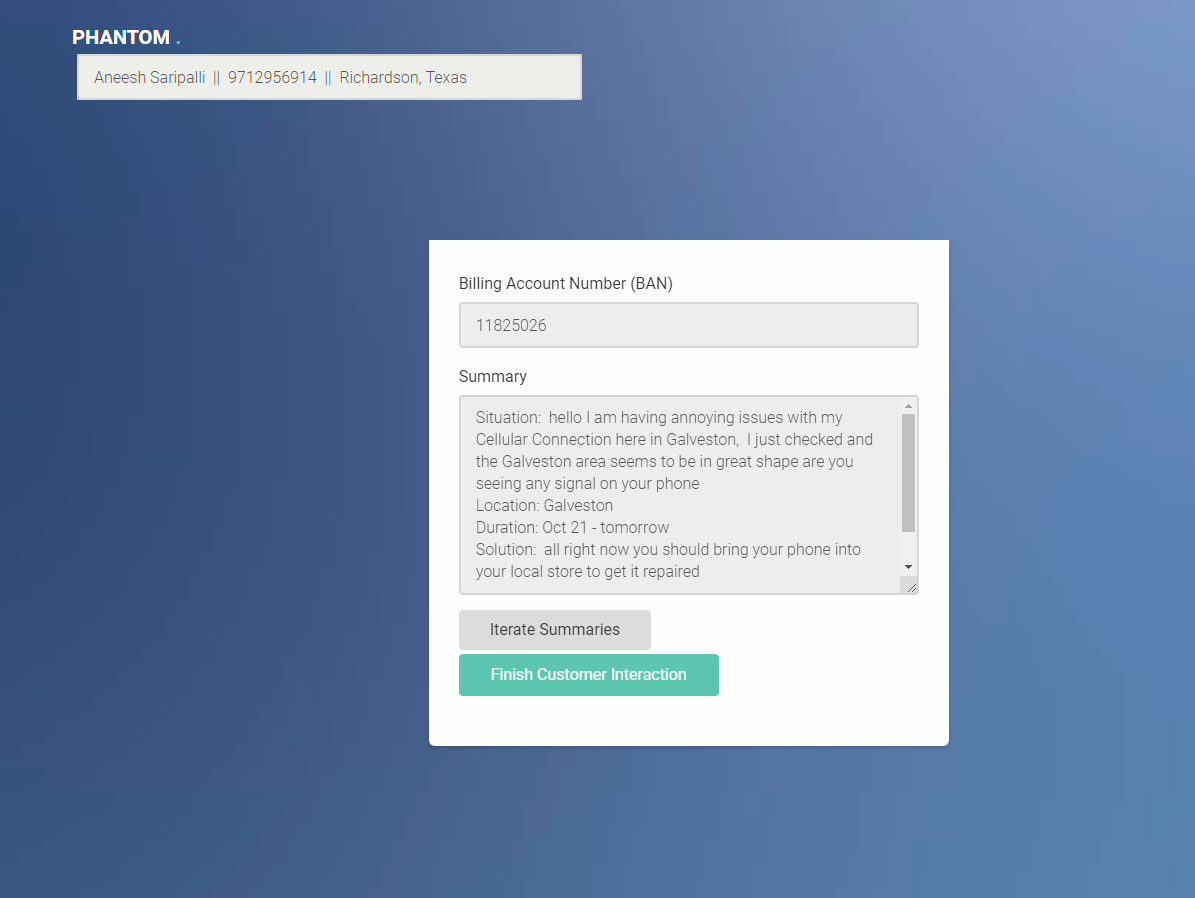 PHANTOM .
Aneesh Saripalli || 9712956914 || Richardson, Texas
Billing Account Number (BAN)
11825026
Summary
Situation: hello I am having annoying issues with my
Cellular Connection here in Galveston, I just checked and
the Galveston area seems to be in great shape are you
seeing any signal on your phone
Location: Galveston
Duration: Oct 21 - tomorrow
Solution: all right now you should bring your phone into
your local store to get it repaired
Iterate Summaries
Finish Customer Interaction